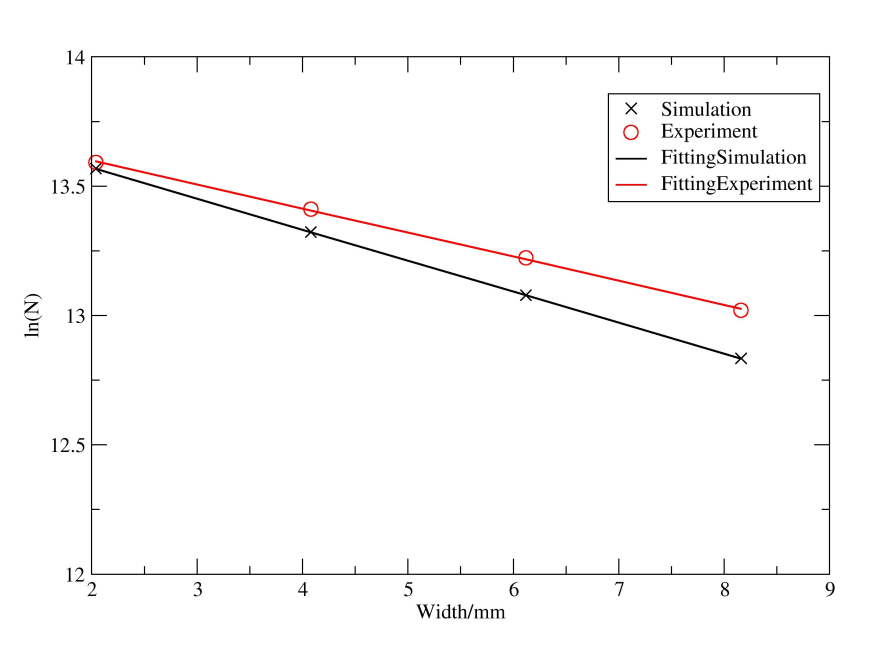 14
13.5
13
12.5
12
ln(N)
Simulation
Experiment
FittingSimulation
FittingExperiment
2 3 4 5 6 7 8 9
Width/mm